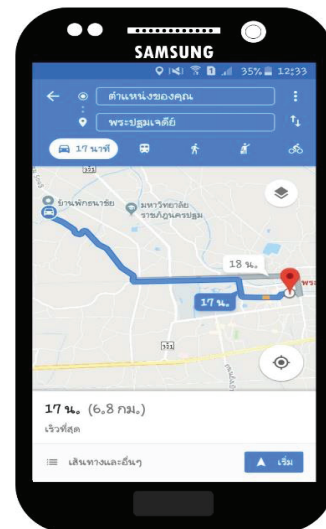 SAMSUNG
35% 12:33
ตำแหน่งของคุณ
พระปฐมเจดีย์
17 นาที
ย่านพักธนาชัย
มหาวิทยาลัย
ราชภัฏนครปฐม
18 น.
17 น.
พระ
17 น. (6.8 กม.)
เร็วที่สุด
เส้นทางและอื่นๆ
เริ่ม